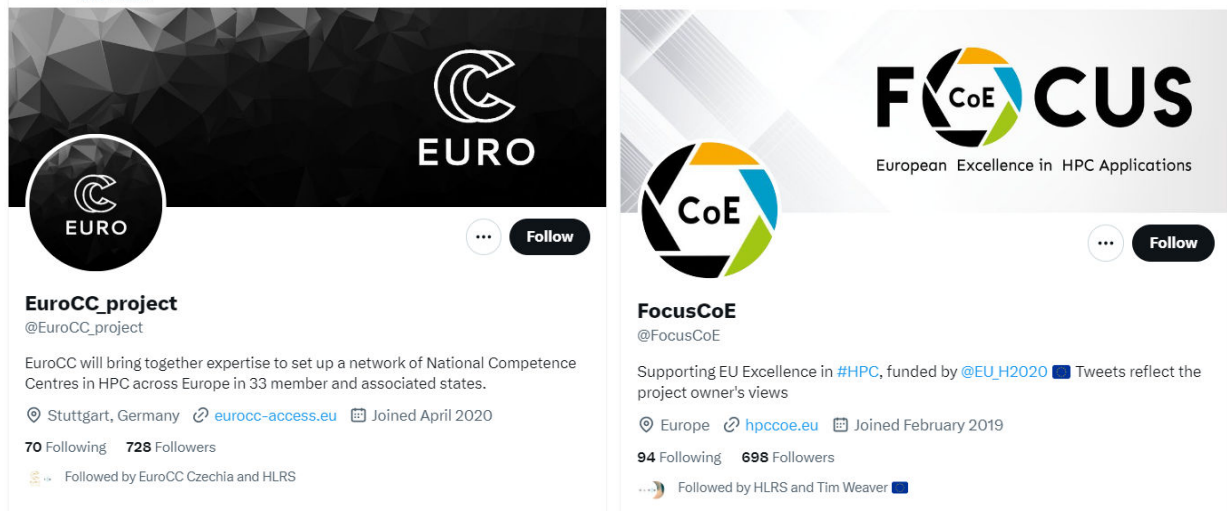 EURO
EURO
Follow
EuroCC_project
@EuroCC_project
EuroCC will bring together expertise to set up a network of National Competence
Centres in HPC across Europe in 33 member and associated states.
Stuttgart, Germany eurocc-access.eu Joined April 2020
70 Following 728 Followers
Followed by EuroCC Czechia and HLRS
FOCUS
CoE
European Excellence in HPC Applications
CoE
Follow
FocusCoE
@FocusCoE
Supporting EU Excellence in #HPC, funded by @EU_H2020 🇪🇺 Tweets reflect the
project owner's views
Europe hpccoe.eu Joined February 2019
94 Following 698 Followers
Followed by HLRS and Tim Weaver 🇪🇺